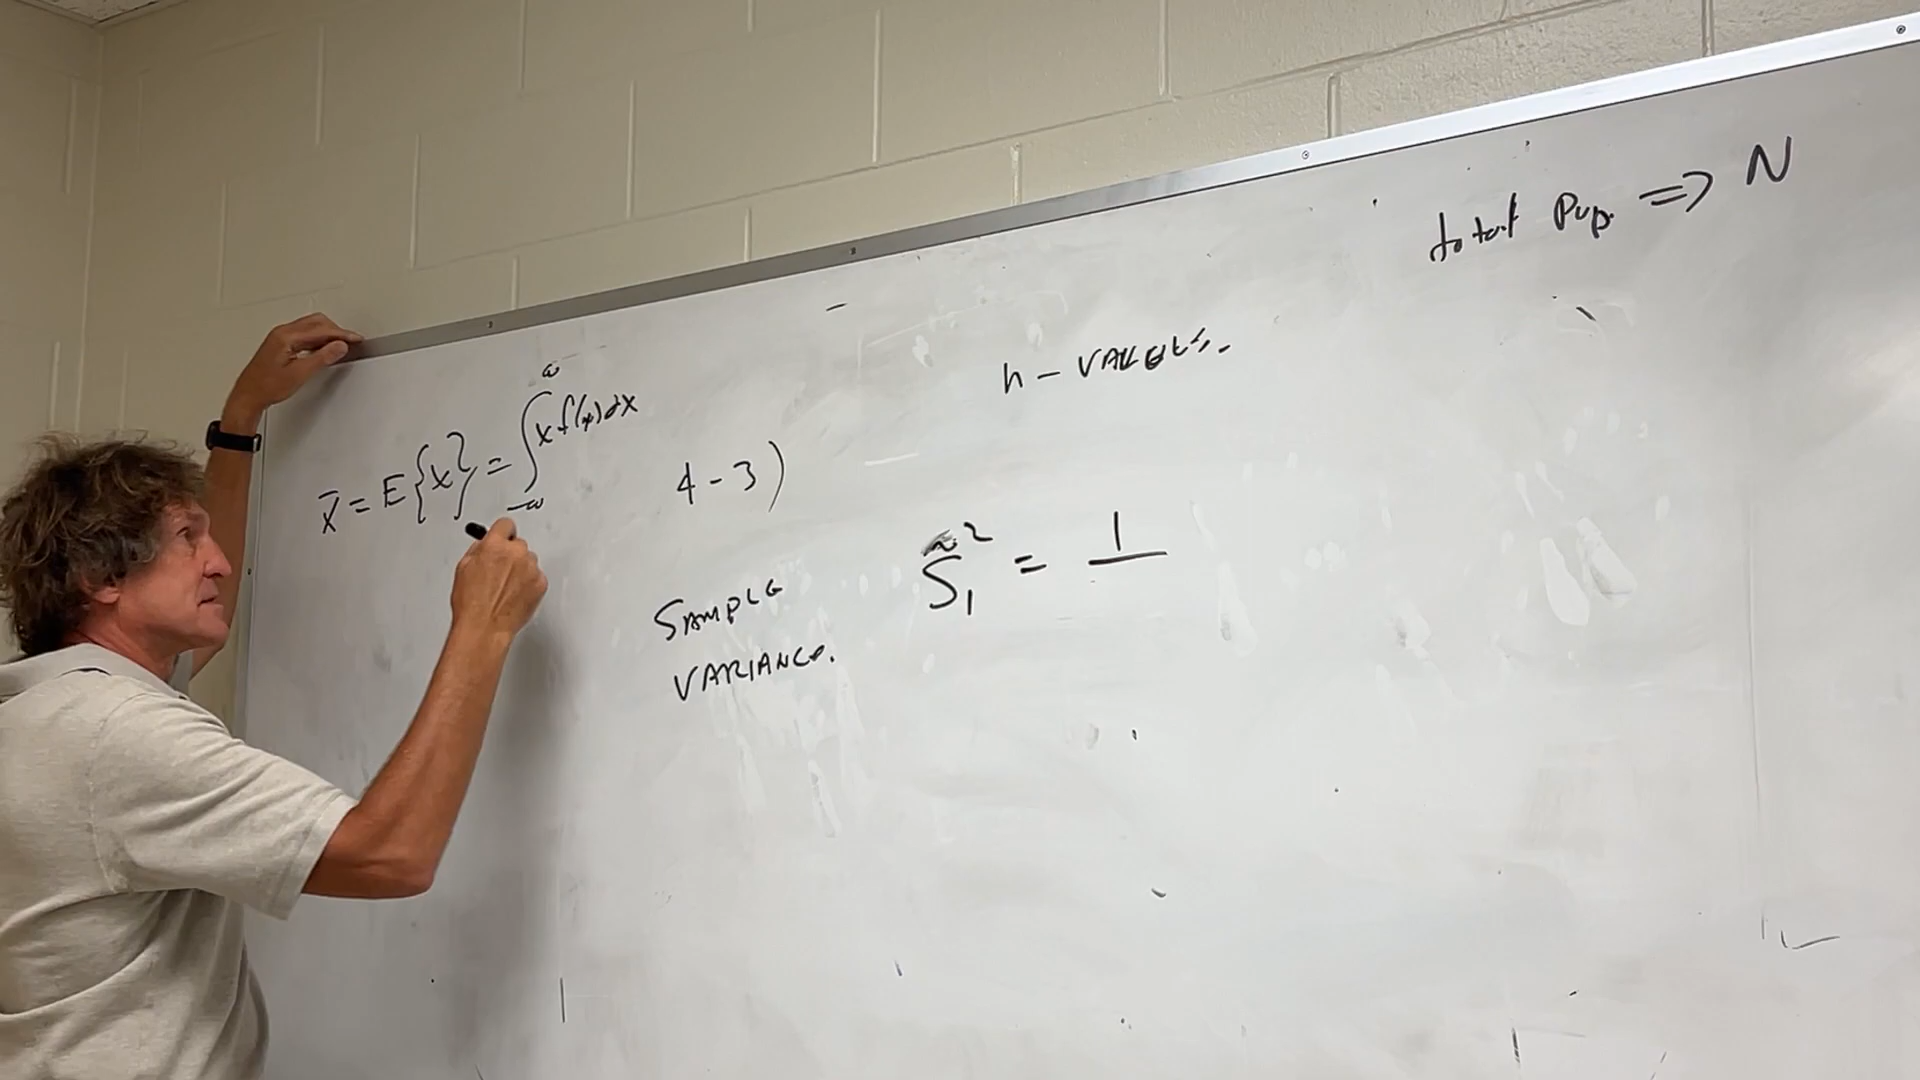 total Pop. => N
n - VALUES.
x̄ = E{x} = ∫_{-∞}^{∞} x f(x) dx
4-3)
SAMPLE
VARIANCE.
S̃₁² = 1